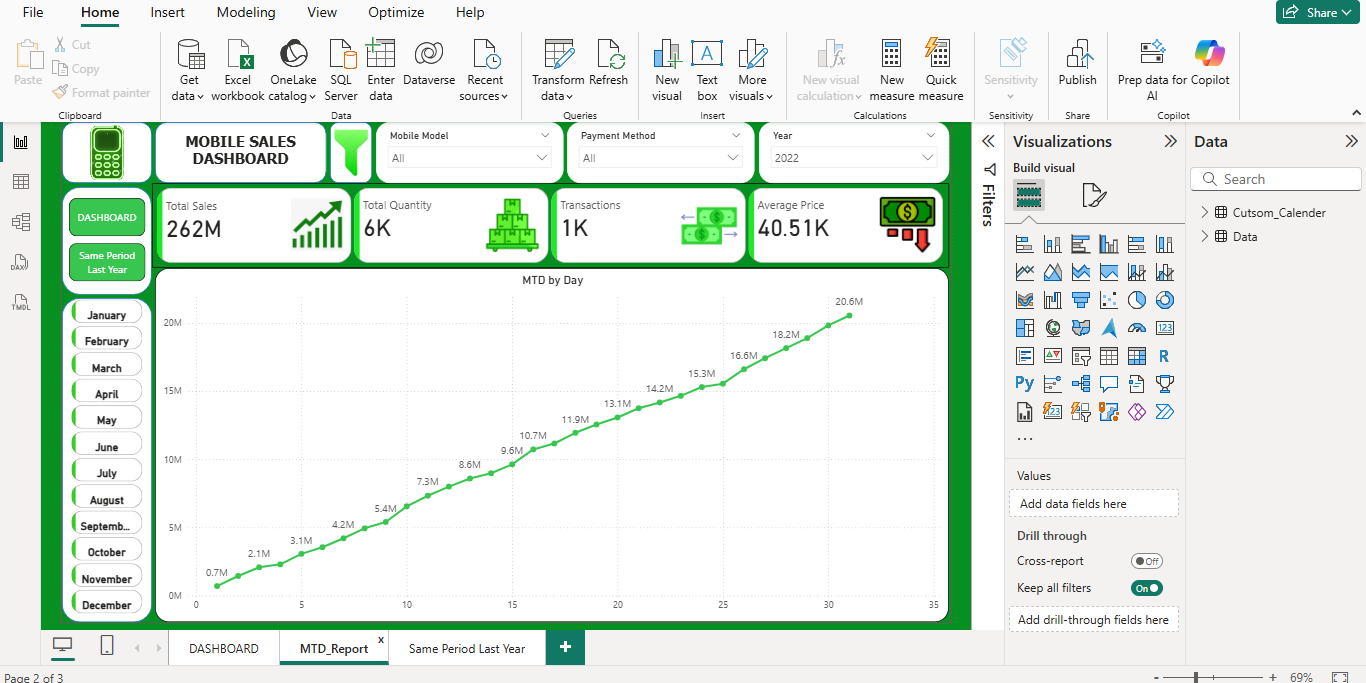 File Home Insert Modeling View Optimize Help Share
Paste
Cut
Copy
Format painter
Clipboard
Get data
Excel workbook
OneLake catalog
SQL Server
Enter data
Dataverse
Recent sources
Data
Transform data
Refresh
Queries
New visual
Text box
More visuals
Insert
New visual calculation
New measure
Quick measure
Calculations
Sensitivity
Sensitivity
Publish
Share
Prep data for AI
Copilot
Copilot
DAX
TMDL
MOBILE SALES
DASHBOARD
Mobile Model
All
Payment Method
All
Year
2022
DASHBOARD
Same Period
Last Year
Total Sales
262M
Total Quantity
6K
Transactions
1K
Average Price
40.51K
January
February
March
April
May
June
July
August
Septemb...
October
November
December
MTD by Day
20M
15M
10M
5M
0M
0 5 10 15 20 25 30 35
0.7M
2.1M
3.1M
4.2M
5.4M
7.3M
8.6M
9.6M
10.7M
11.9M
13.1M
14.2M
15.3M
16.6M
18.2M
20.6M
Filters
Visualizations
Build visual
123
R
Py
123
...
Values
Add data fields here
Drill through
Cross-report Off
Keep all filters On
Add drill-through fields here
Data
Search
Cutsom_Calender
Data
DASHBOARD MTD_Report x Same Period Last Year +
Page 2 of 3
- + 69%